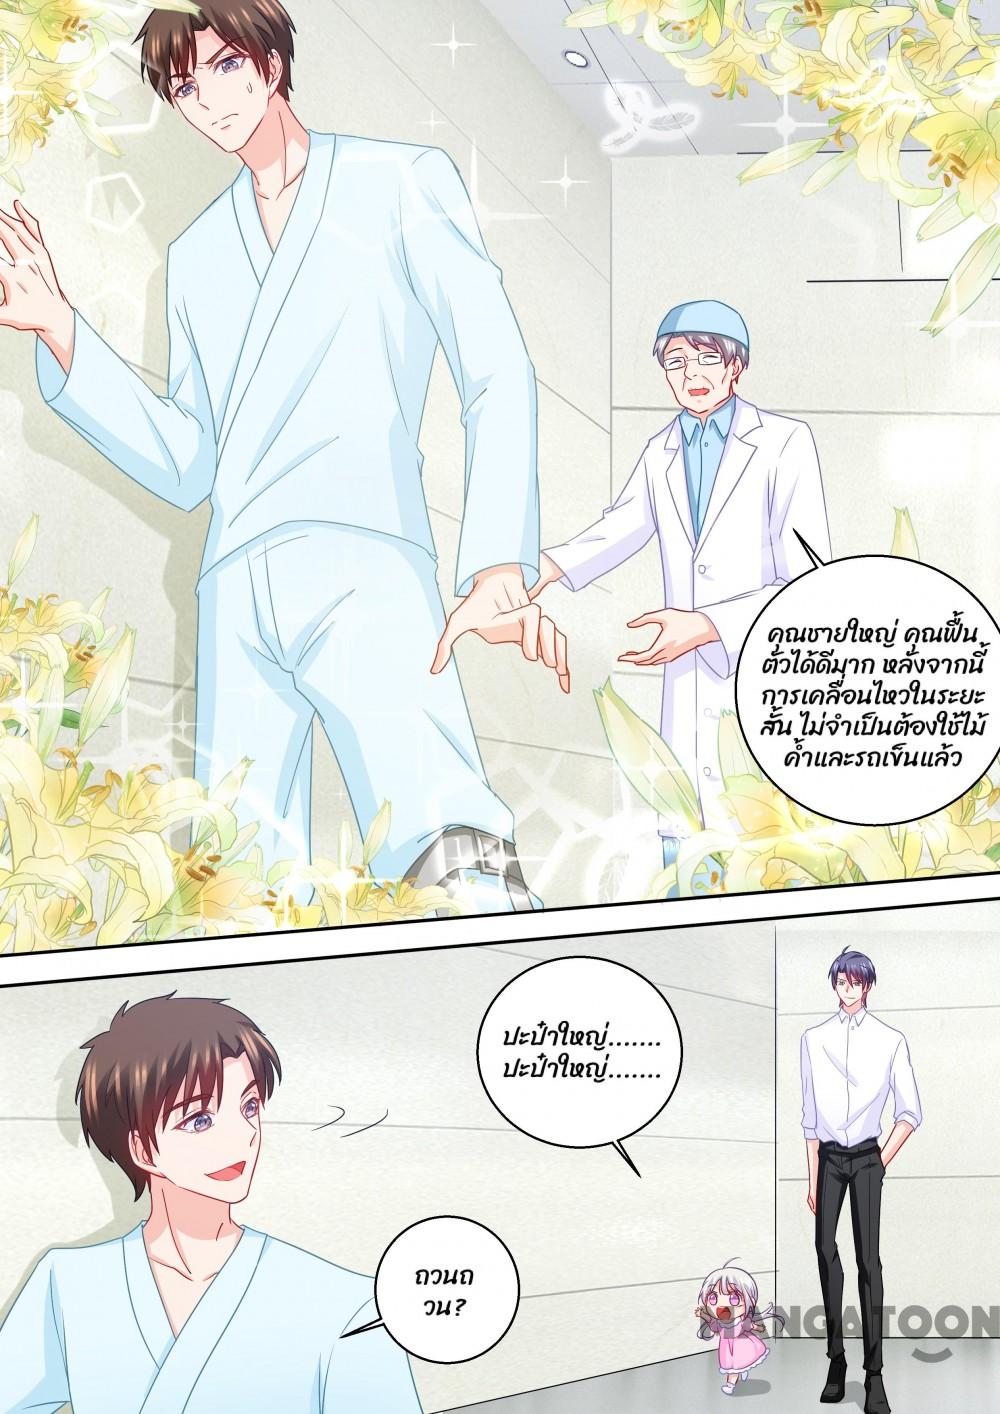 คุณชายใหญ่ คุณฟื้น
ตัวได้ดีมาก หลังจากนี้
การเคลื่อนไหวในระยะ
สั้น ไม่จำเป็นต้องใช้ไม้
ค้ำและรถเข็นแล้ว
ปะป๋าใหญ่.......
ปะป๋าใหญ่.......
ถวนถ
วน?
MANGATOON